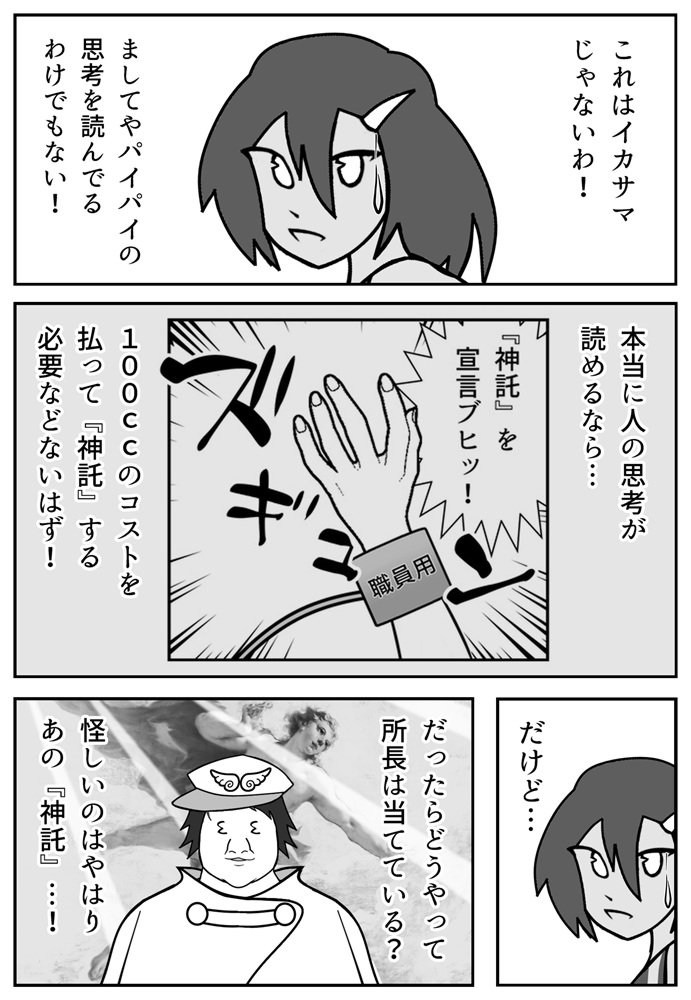 これはイカサマ
じゃないわ！
ましてやパイパイの
思考を読んでる
わけでもない！
本当に人の思考が
読めるなら…
『神託』を
宣言ブヒッ！
ズギュン
職員用
１００ｃｃのコストを
払って『神託』する
必要などないはず！
だけど…
だったらどうやって
所長は当てている？
怪しいのはやはり
あの『神託』…！